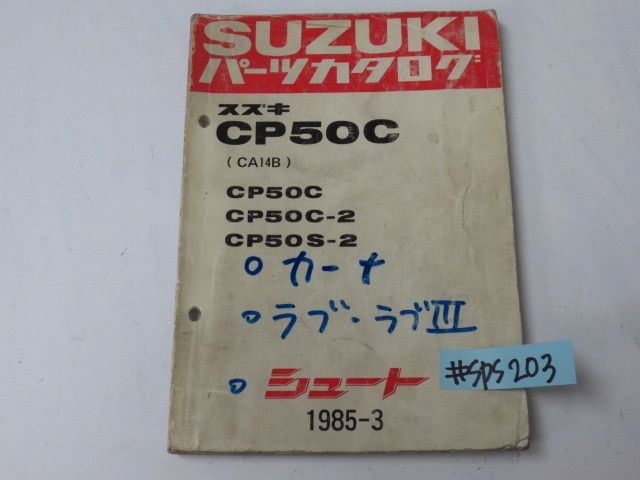 SUZUKI
パーツカタログ
スズキ
CP50C
(CA14B)
CP50C
CP50C-2
CP50S-2
○ カーナ
○ ラブ・ラブIII
○ シュート
#SPS203
1985-3